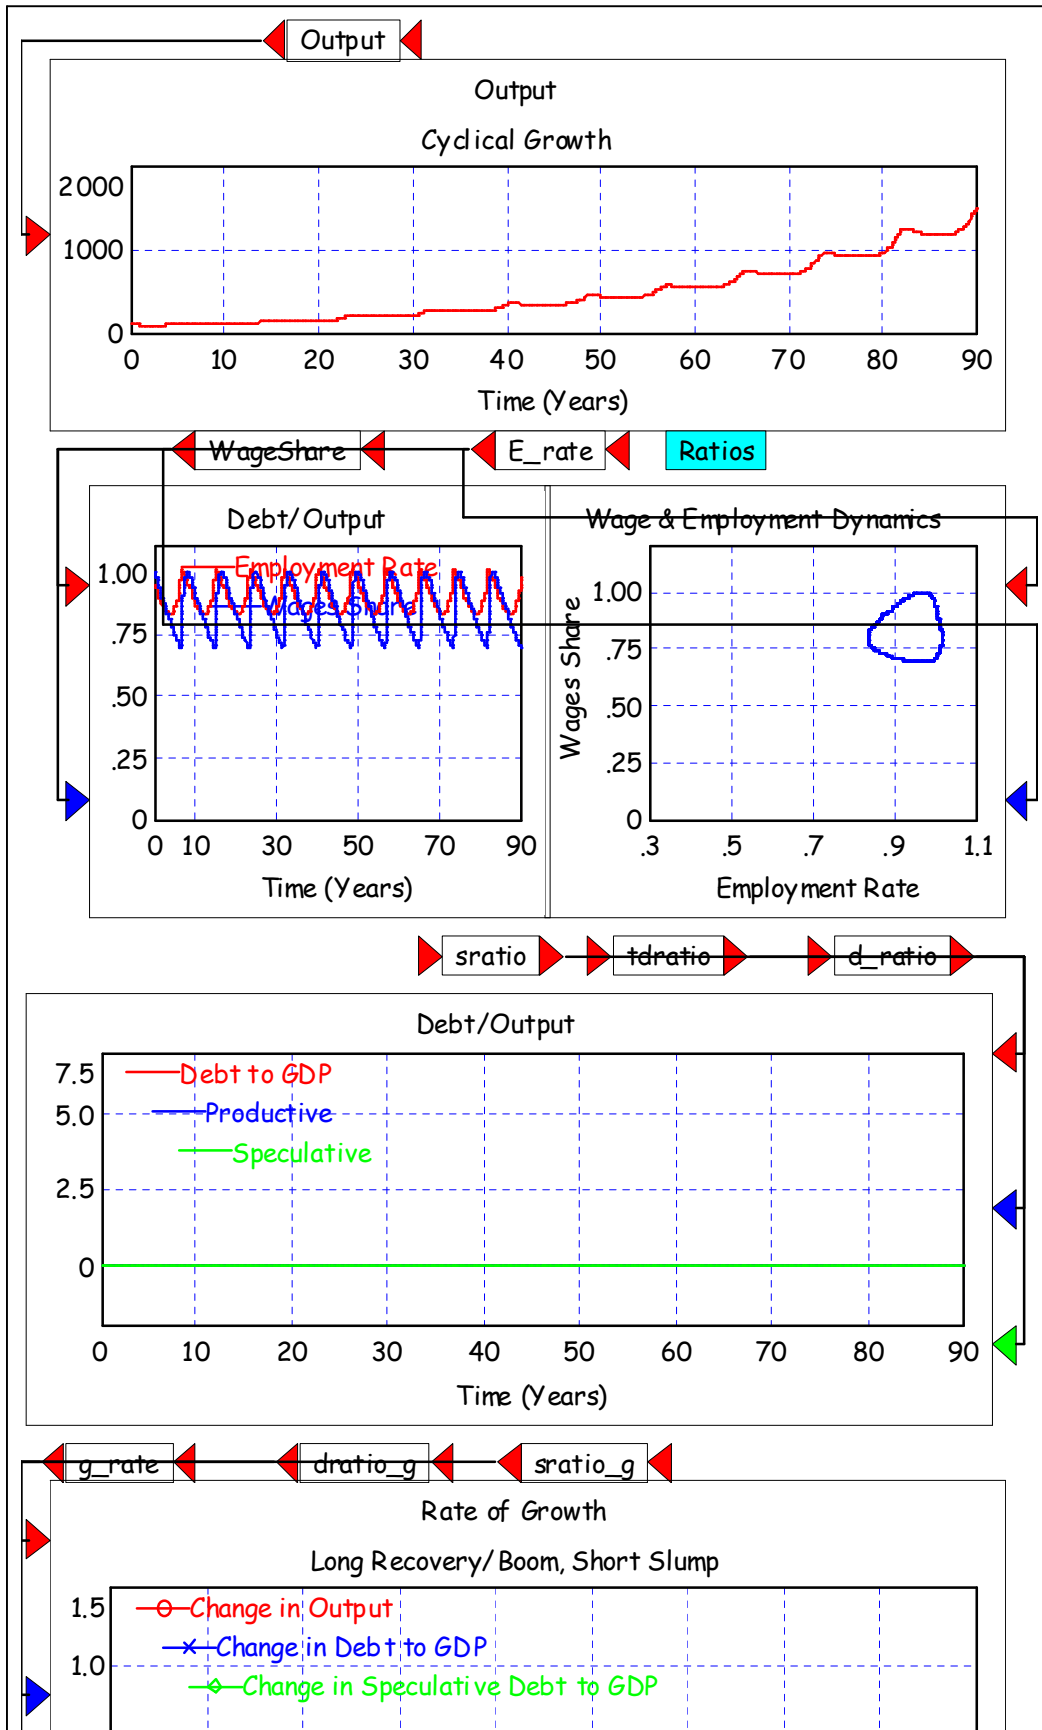 Output
Output
Cyclical Growth
2000
1000
0
0 10 20 30 40 50 60 70 80 90
Time (Years)
WageShare E_rate Ratios
Debt/Output
1.00
.75
.50
.25
0
Employment Rate
Wages Share
0 10 30 50 70 90
Time (Years)
Wage & Employment Dynamics
Wages Share
1.00
.75
.50
.25
0
.3 .5 .7 .9 1.1
Employment Rate
sratio tdratio d_ratio
Debt/Output
7.5
5.0
2.5
0
Debt to GDP
Productive
Speculative
0 10 20 30 40 50 60 70 80 90
Time (Years)
g_rate dratio_g sratio_g
Rate of Growth
Long Recovery/Boom, Short Slump
1.5
1.0
Change in Output
Change in Debt to GDP
Change in Speculative Debt to GDP